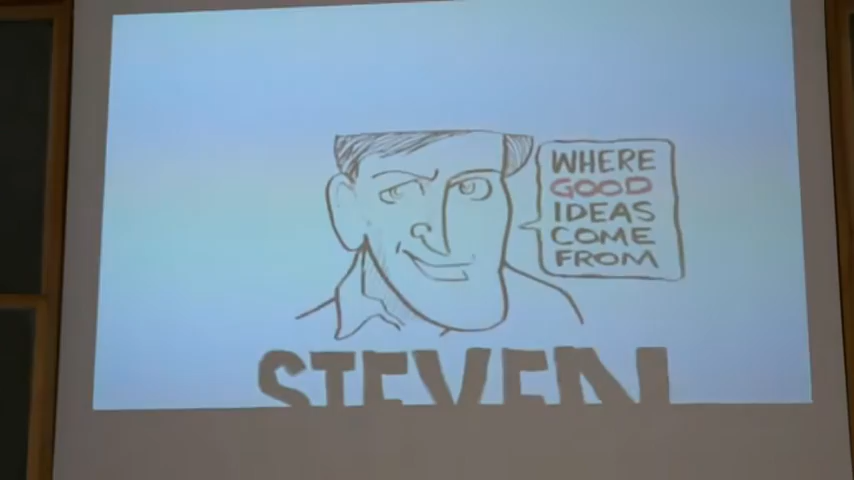 WHERE
GOOD
IDEAS
COME
FROM
STEVEN